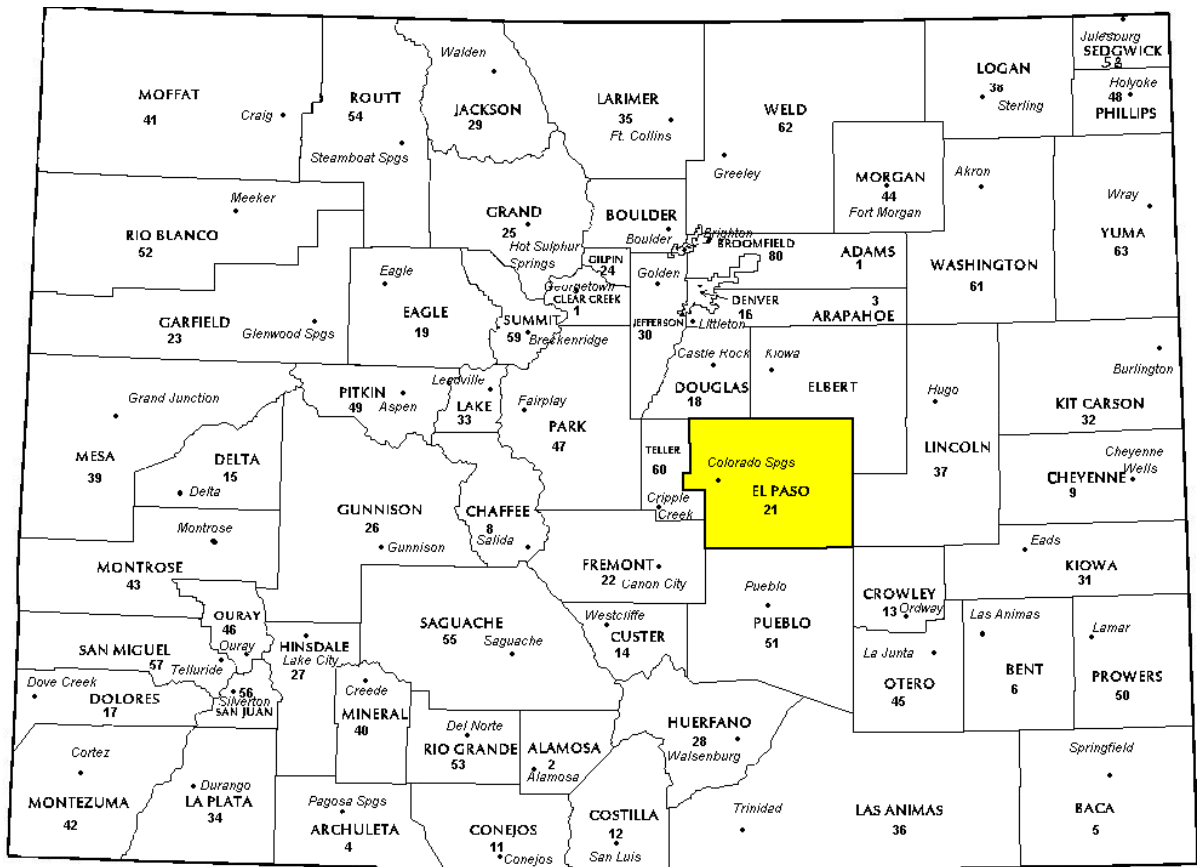 Julesburg
SEDGWICK
58
Walden
LOGAN
38
Sterling
Holyoke
48
PHILLIPS
MOFFAT
41
Craig
ROUTT
54
Steamboat Spgs
JACKSON
29
LARIMER
35
Ft. Collins
WELD
62
Greeley
MORGAN
44
Fort Morgan
Akron
Wray
YUMA
63
Meeker
RIO BLANCO
52
GRAND
25
Hot Sulphur
Springs
BOULDER
Boulder
Brighton
BROOMFIELD
80
ADAMS
1
WASHINGTON
61
GILPIN
24
Golden
Georgetown
CLEAR CREEK
1
DENVER
16
3
ARAPAHOE
Littleton
JEFFERSON
30
Eagle
EAGLE
19
SUMMIT
59
Breckenridge
GARFIELD
23
Glenwood Spgs
Castle Rock
DOUGLAS
18
Kiowa
ELBERT
Hugo
LINCOLN
37
Burlington
KIT CARSON
32
Grand Junction
MESA
39
PITKIN
49
Aspen
Leadville
LAKE
33
Fairplay
PARK
47
TELLER
60
Cripple
Creek
Colorado Spgs
EL PASO
21
Cheyenne
Wells
CHEYENNE
9
DELTA
15
Delta
GUNNISON
26
Gunnison
CHAFFEE
8
Salida
Montrose
MONTROSE
43
FREMONT
22
Canon City
Pueblo
PUEBLO
51
CROWLEY
13
Ordway
Eads
KIOWA
31
OURAY
46
Ouray
HINSDALE
Lake City
27
SAGUACHE
55
Saguache
Westcliffe
CUSTER
14
Las Animas
BENT
6
Lamar
PROWERS
50
La Junta
OTERO
45
SAN MIGUEL
57
Telluride
Dove Creek
DOLORES
17
56
Silverton
SAN JUAN
Creede
MINERAL
40
Del Norte
RIO GRANDE
53
ALAMOSA
2
Alamosa
HUERFANO
28
Walsenburg
Cortez
MONTEZUMA
42
Durango
LA PLATA
34
Pagosa Spgs
ARCHULETA
4
CONEJOS
11
Conejos
COSTILLA
12
San Luis
Trinidad
LAS ANIMAS
36
Springfield
BACA
5